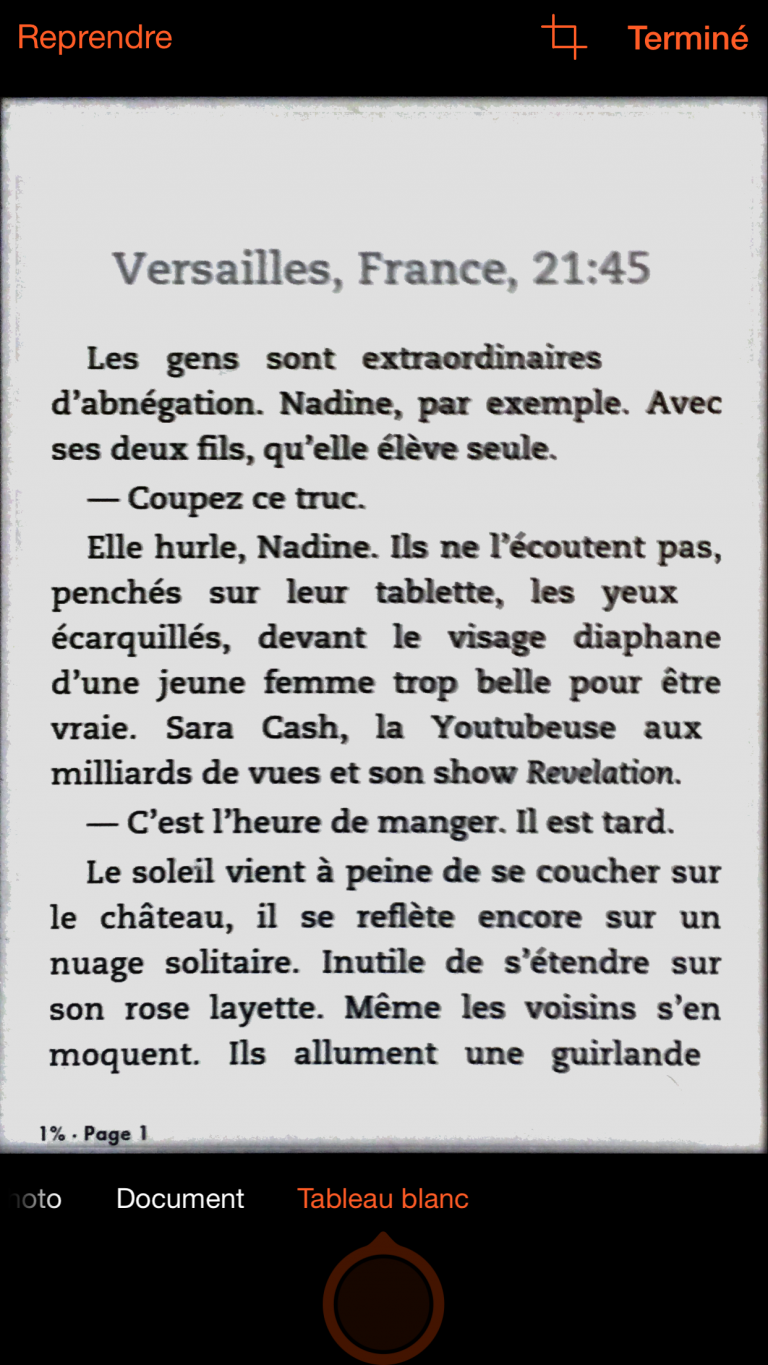 Reprendre
Terminé
Versailles, France, 21:45
Les gens sont extraordinaires
d’abnégation. Nadine, par exemple. Avec
ses deux fils, qu’elle élève seule.
— Coupez ce truc.
Elle hurle, Nadine. Ils ne l’écoutent pas,
penchés sur leur tablette, les yeux
écarquillés, devant le visage diaphane
d’une jeune femme trop belle pour être
vraie. Sara Cash, la Youtubeuse aux
milliards de vues et son show Revelation.
— C’est l’heure de manger. Il est tard.
Le soleil vient à peine de se coucher sur
le château, il se reflète encore sur un
nuage solitaire. Inutile de s’étendre sur
son rose layette. Même les voisins s’en
moquent. Ils allument une guirlande
1% · Page 1
oto Document Tableau blanc